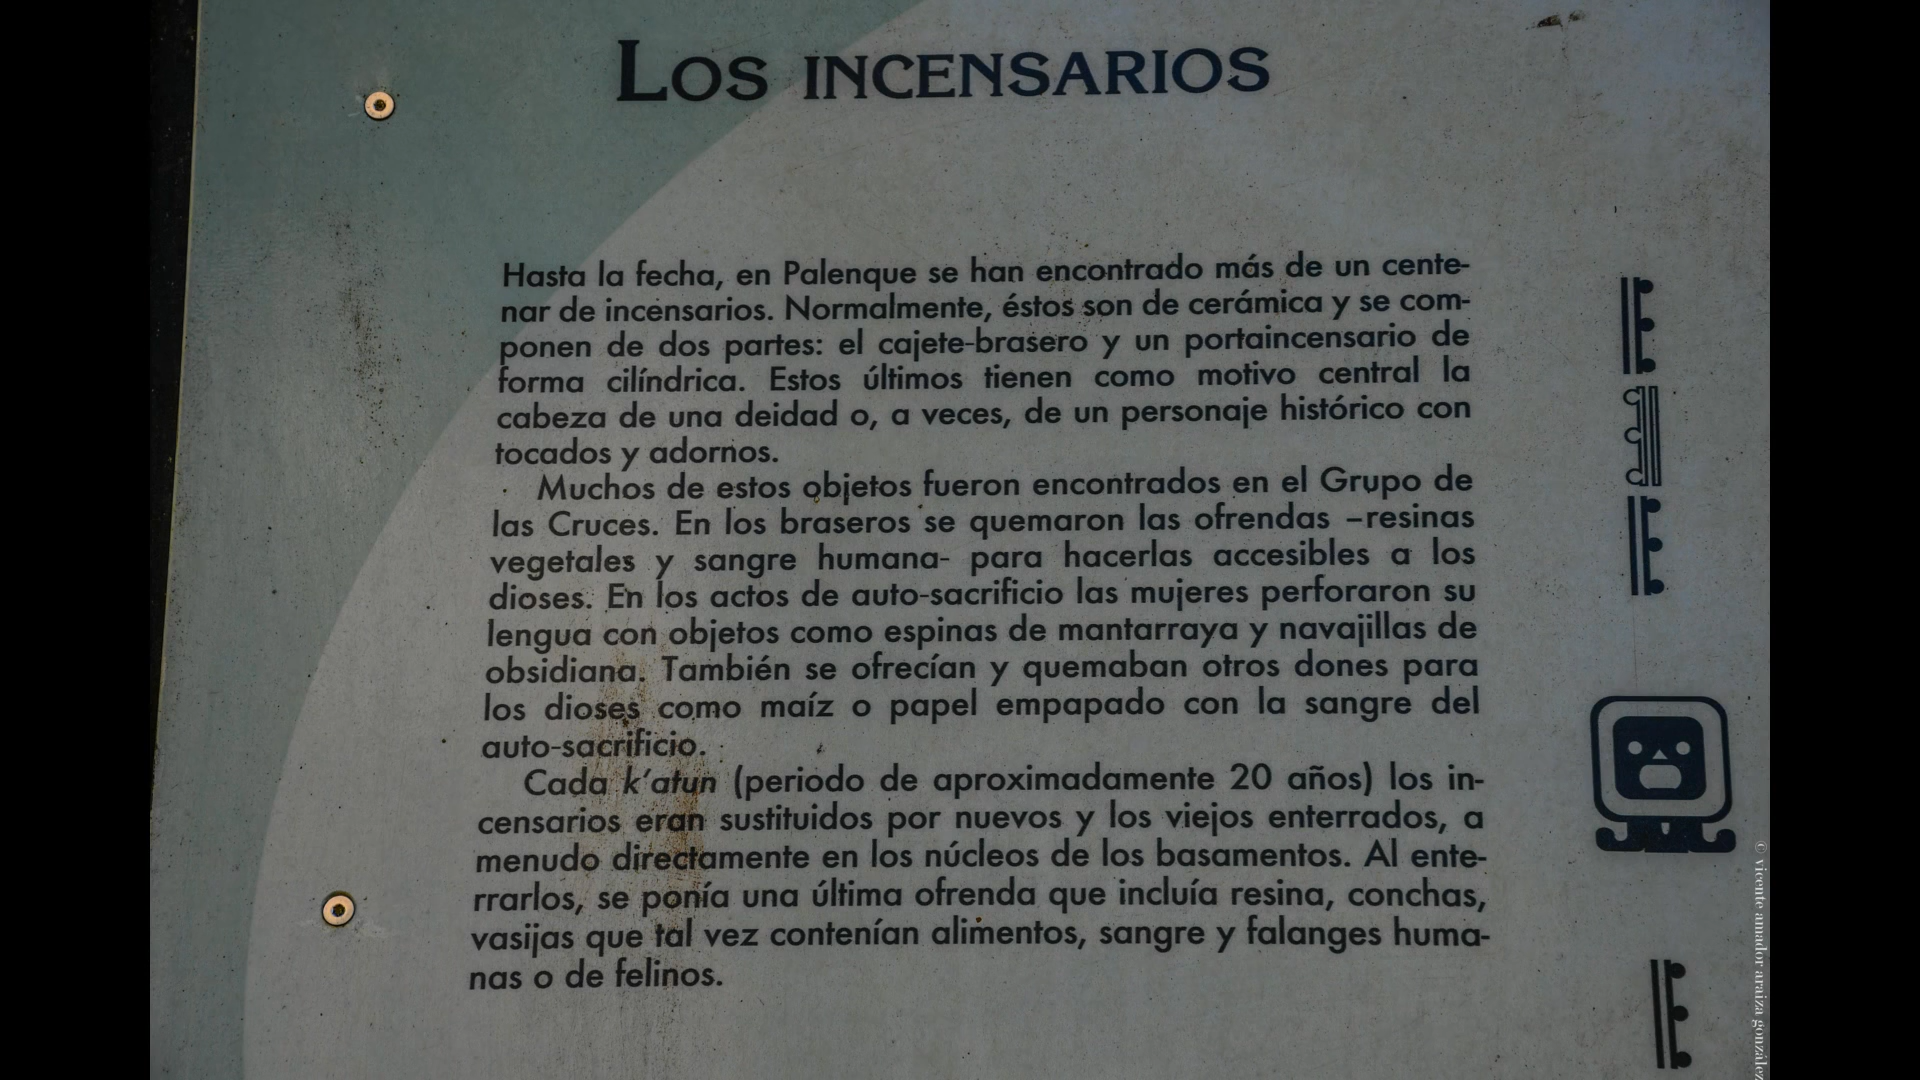 LOS INCENSARIOS
Hasta la fecha, en Palenque se han encontrado más de un cente-
nar de incensarios. Normalmente, éstos son de cerámica y se com-
ponen de dos partes: el cajete-brasero y un portaincensario de
forma cilíndrica. Estos últimos tienen como motivo central la
cabeza de una deidad o, a veces, de un personaje histórico con
tocados y adornos.
Muchos de estos objetos fueron encontrados en el Grupo de
las Cruces. En los braseros se quemaron las ofrendas –resinas
vegetales y sangre humana- para hacerlas accesibles a los
dioses. En los actos de auto-sacrificio las mujeres perforaron su
lengua con objetos como espinas de mantarraya y navajillas de
obsidiana. También se ofrecían y quemaban otros dones para
los dioses como maíz o papel empapado con la sangre del
auto-sacrificio.
Cada k'atun (periodo de aproximadamente 20 años) los in-
censarios eran sustituidos por nuevos y los viejos enterrados, a
menudo directamente en los núcleos de los basamentos. Al ente-
rrarlos, se ponía una última ofrenda que incluía resina, conchas,
vasijas que tal vez contenían alimentos, sangre y falanges huma-
nas o de felinos.
© vicente amador araiza gonzález